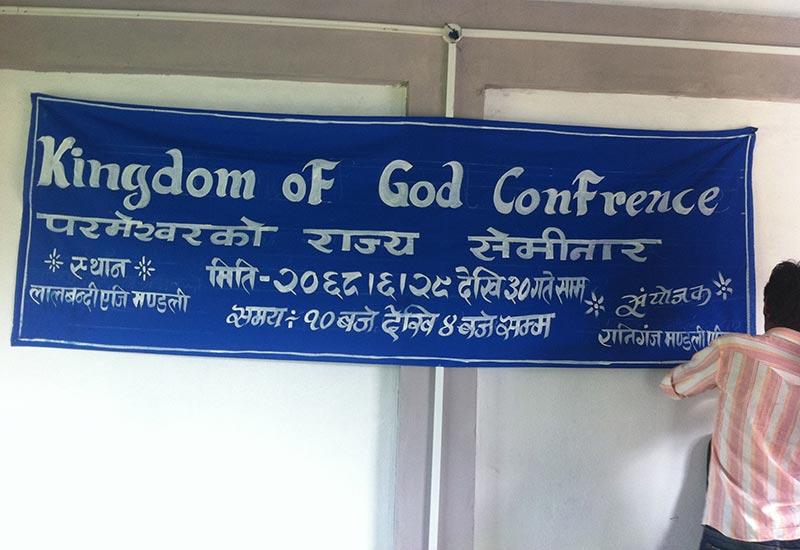 Kingdom of God Confrence
परमेश्वरको राज्य सेमीनार
स्थान
लालबन्दी एजि मण्डली
मिति - २०६८।६।२९ देखि ३० गते साम
समय : १० बजे देखि ४ बजे सम्म
संयोजक
रानिगंज मण्डली